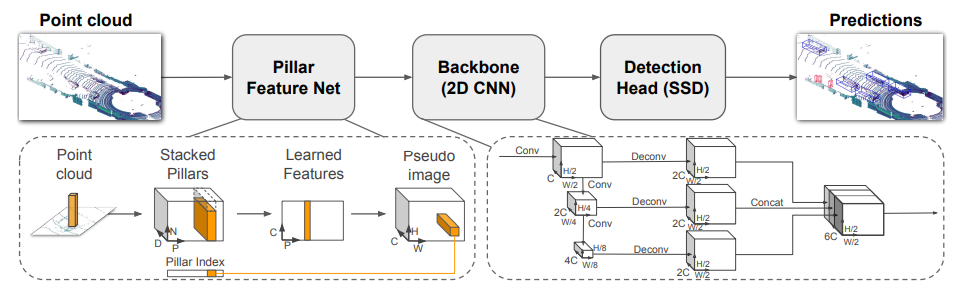 Point cloud
Predictions
Pillar
Feature Net
Backbone
(2D CNN)
Detection
Head (SSD)
Point
cloud
Stacked
Pillars
Learned
Features
Pseudo
image
D
N
P
C
P
C
H
W
Pillar Index
Conv
C
H/2
W/2
Deconv
2C
H/2
W/2
Conv
2C
H/4
W/4
Deconv
2C
H/2
W/2
Concat
Conv
4C
H/8
W/8
Deconv
2C
H/2
W/2
6C
H/2
W/2